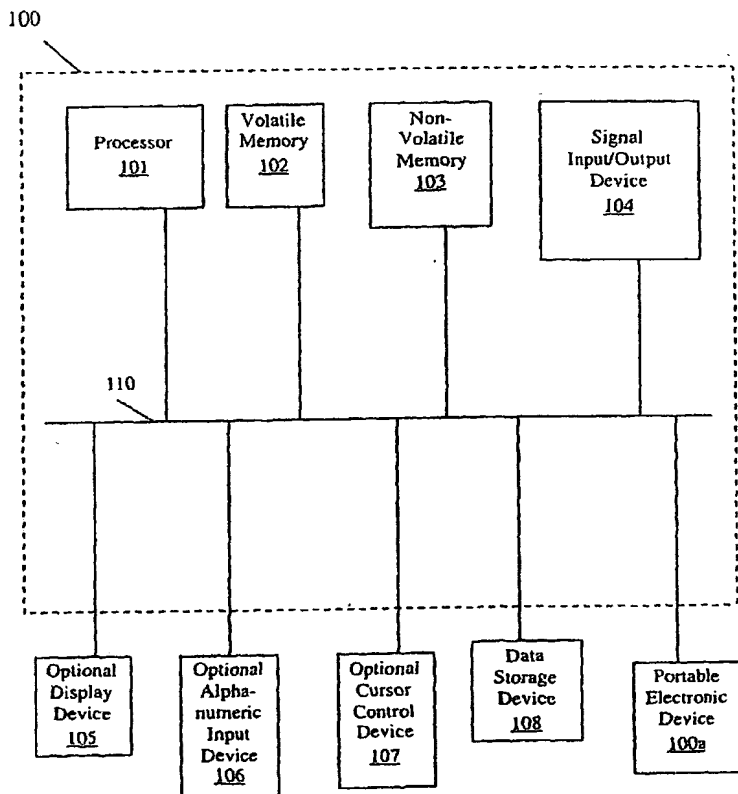 100
Processor
101
Volatile
Memory
102
Non-
Volatile
Memory
103
Signal
Input/Output
Device
104
110
Optional
Display
Device
105
Optional
Alpha-
numeric
Input
Device
106
Optional
Cursor
Control
Device
107
Data
Storage
Device
108
Portable
Electronic
Device
100a